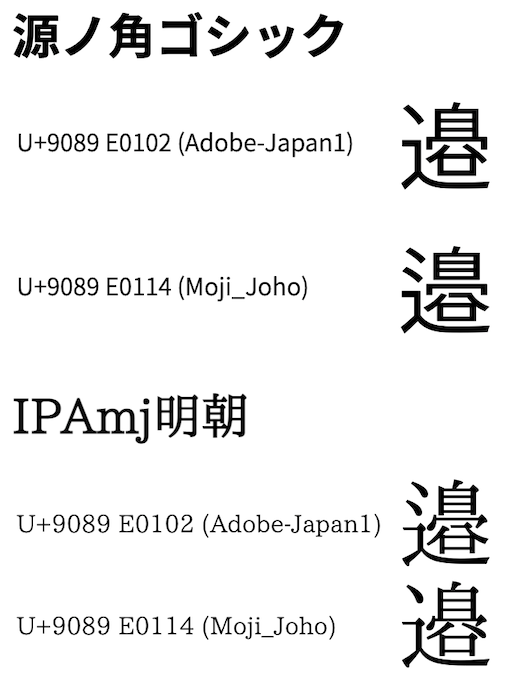 源ノ角ゴシック
U+9089 E0102 (Adobe-Japan1) 邉󠄂
U+9089 E0114 (Moji_Joho) 邉󠄔
IPAmj明朝
U+9089 E0102 (Adobe-Japan1) 邉󠄂
U+9089 E0114 (Moji_Joho) 邉󠄔